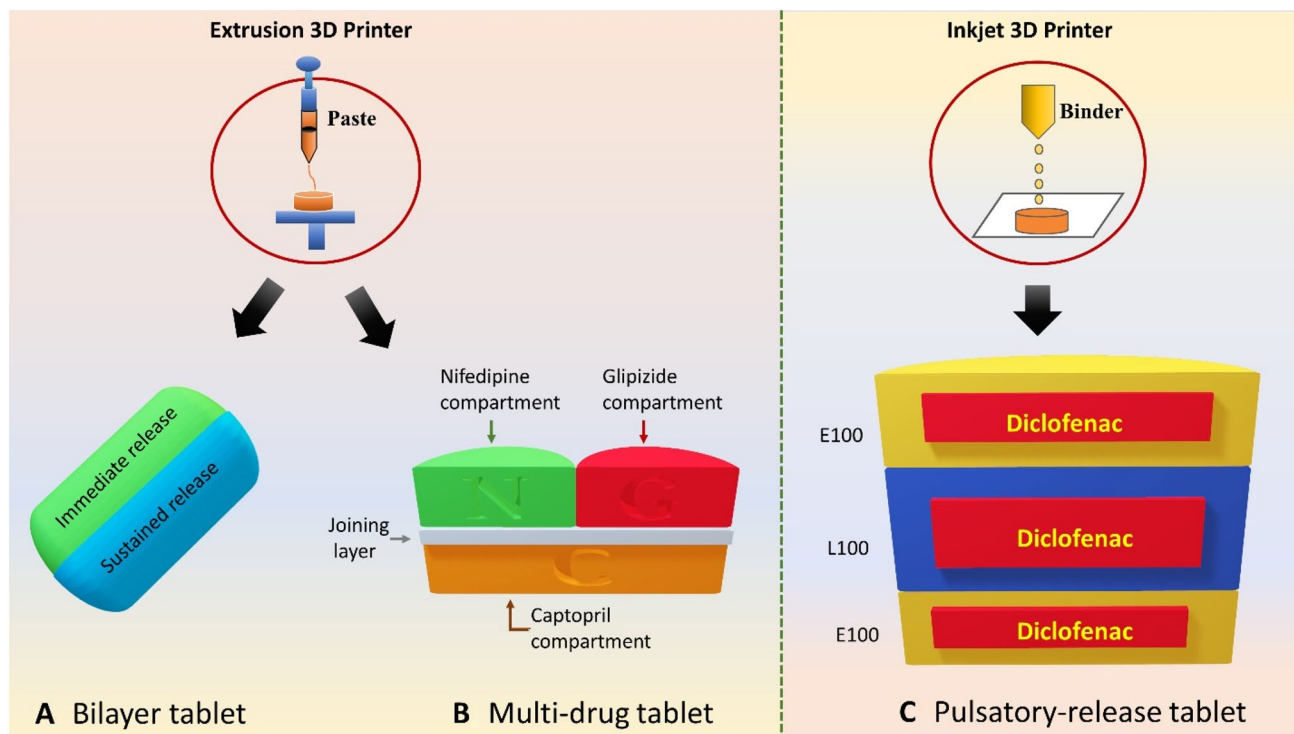 Extrusion 3D Printer
Paste
Immediate release
Sustained release
A Bilayer tablet
Nifedipine
compartment
Glipizide
compartment
N
G
Joining
layer
C
Captopril
compartment
B Multi-drug tablet
Inkjet 3D Printer
Binder
E100
Diclofenac
L100
Diclofenac
E100
Diclofenac
C Pulsatory-release tablet